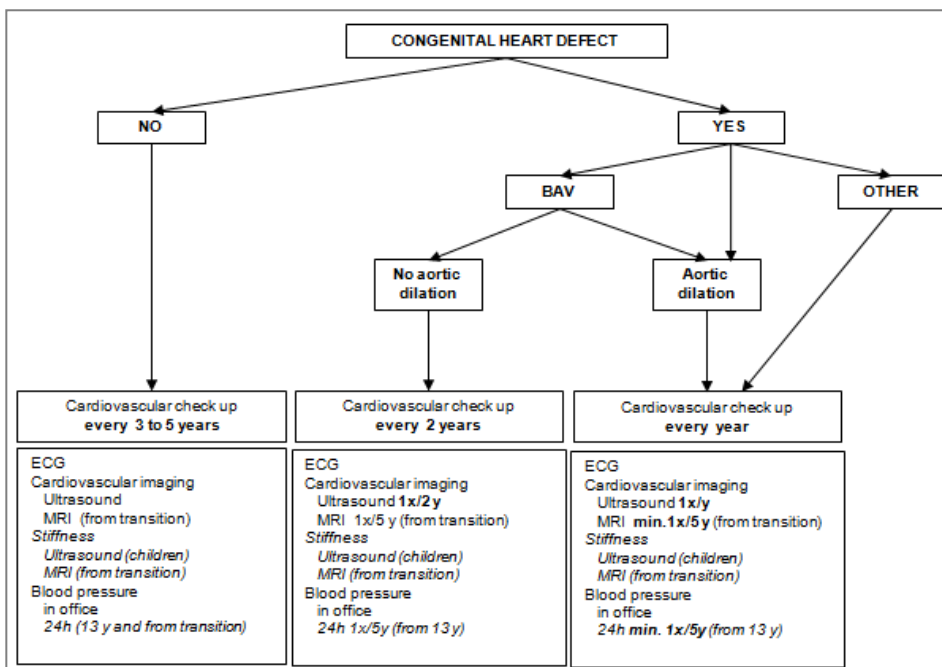 CONGENITAL HEART DEFECT
NO
YES
BAV
OTHER
No aortic
dilation
Aortic
dilation
Cardiovascular check up
every 3 to 5 years
Cardiovascular check up
every 2 years
Cardiovascular check up
every year
ECG
Cardiovascular imaging
Ultrasound
MRI (from transition)
Stiffness
Ultrasound (children)
MRI (from transition)
Blood pressure
in office
24h (13 y and from transition)
ECG
Cardiovascular imaging
Ultrasound 1x/2 y
MRI 1x/5 y (from transition)
Stiffness
Ultrasound (children)
MRI (from transition)
Blood pressure
in office
24h 1x/5y (from 13 y)
ECG
Cardiovascular imaging
Ultrasound 1x/y
MRI min.1x/5y (from transition)
Stiffness
Ultrasound (children)
MRI (from transition)
Blood pressure
in office
24h min. 1x/5y (from 13 y)